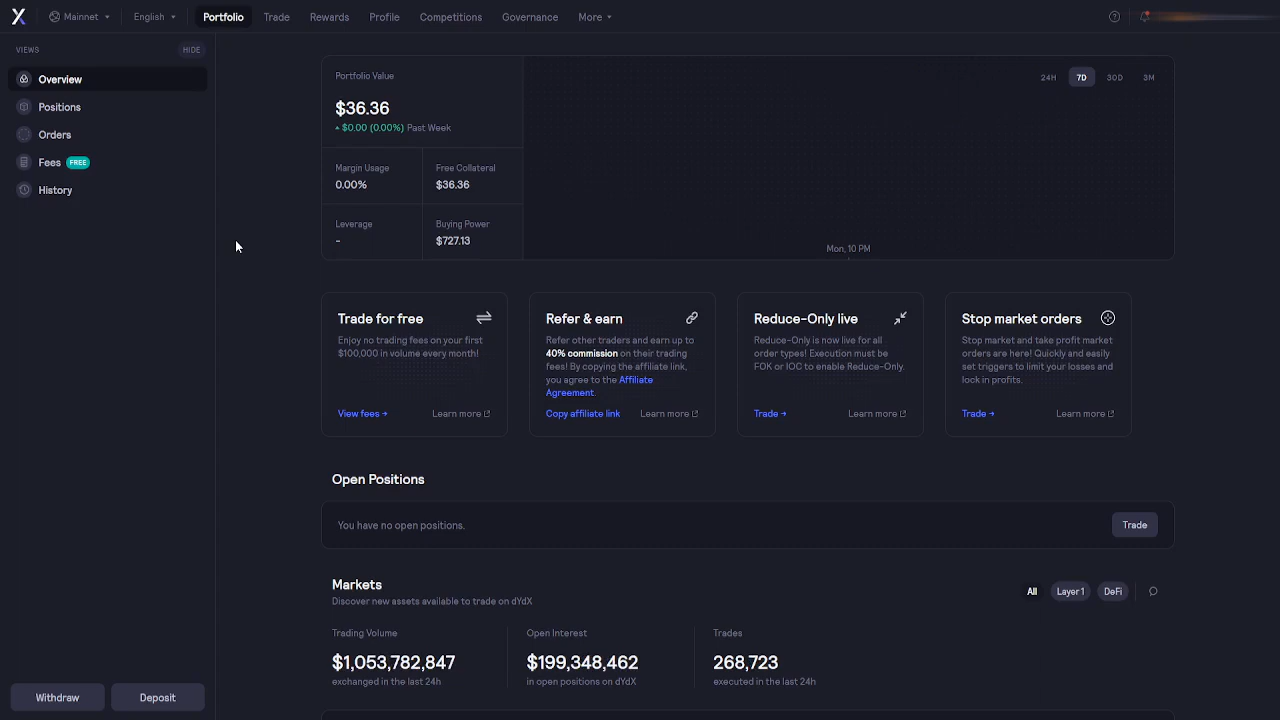 Mainnet English Portfolio Trade Rewards Profile Competitions Governance More
VIEWS HIDE
Overview
Positions
Orders
Fees FREE
History
Withdraw Deposit
Portfolio Value
$36.36
$0.00 (0.00%) Past Week
Margin Usage Free Collateral
0.00% $36.36
Leverage Buying Power
- $727.13
24H 7D 30D 3M
Mon, 10 PM
Trade for free
Enjoy no trading fees on your first
$100,000 in volume every month!
View fees → Learn more
Refer & earn
Refer other traders and earn up to
40% commission on their trading
fees! By copying the affiliate link,
you agree to the Affiliate
Agreement.
Copy affiliate link Learn more
Reduce-Only live
Reduce-Only is now live for all
order types! Execution must be
FOK or IOC to enable Reduce-Only.
Trade → Learn more
Stop market orders
Stop market and take profit market
orders are here! Quickly and easily
set triggers to limit your losses and
lock in profits.
Trade → Learn more
Open Positions
You have no open positions. Trade
Markets
Discover new assets available to trade on dYdX
All Layer 1 DeFi
Trading Volume Open Interest Trades
$1,053,782,847 $199,348,462 268,723
exchanged in the last 24h in open positions on dYdX executed in the last 24h